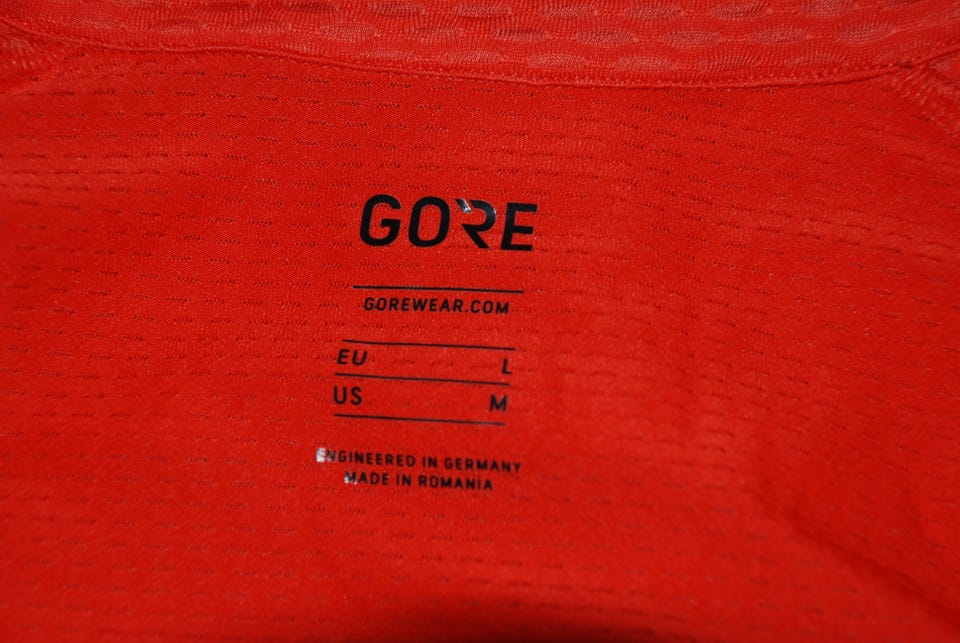 GORE
GOREWEAR.COM
EU L
US M
ENGINEERED IN GERMANY
MADE IN ROMANIA